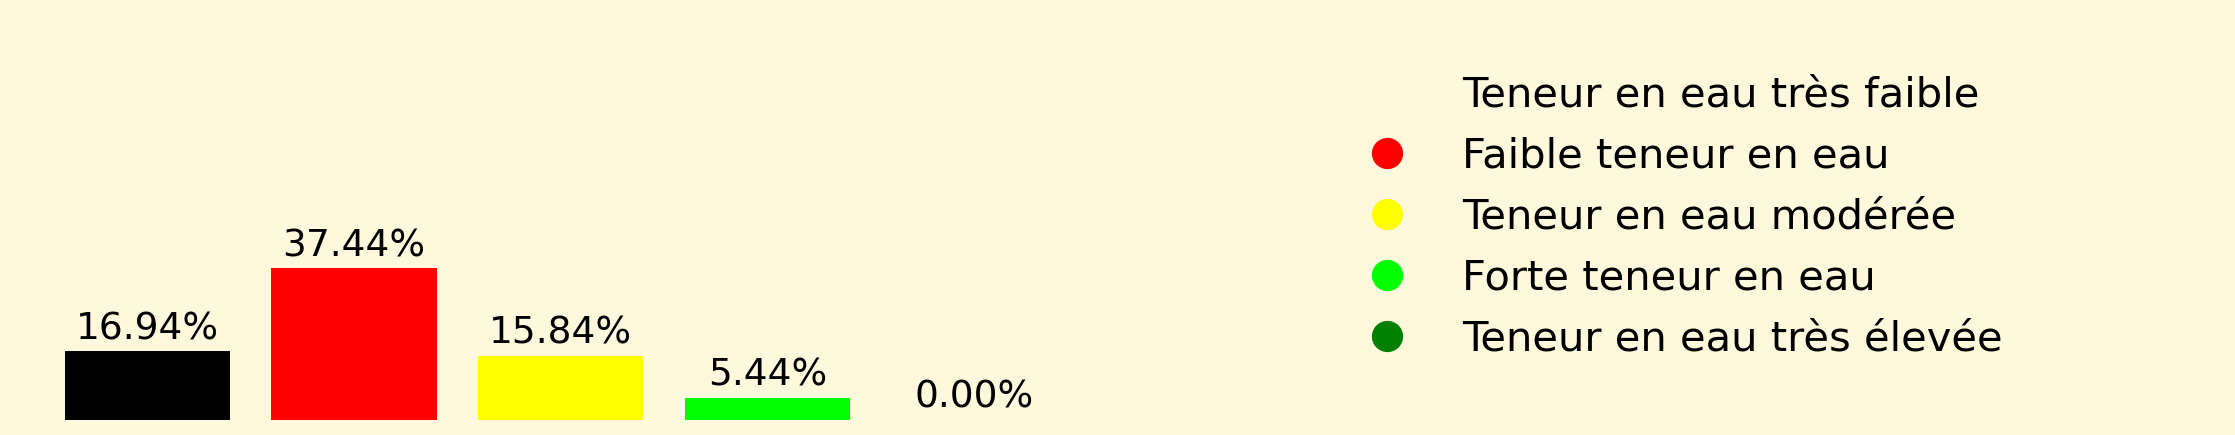 16.94%
37.44%
15.84%
5.44%
0.00%
Teneur en eau très faible
Faible teneur en eau
Teneur en eau modérée
Forte teneur en eau
Teneur en eau très élevée